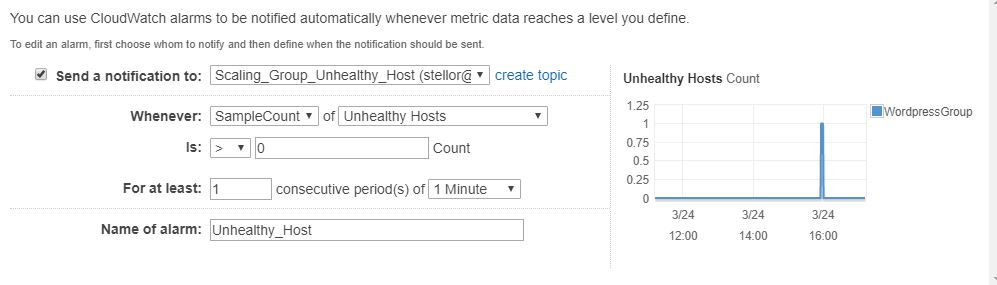 You can use CloudWatch alarms to be notified automatically whenever metric data reaches a level you define.
To edit an alarm, first choose whom to notify and then define when the notification should be sent.
Send a notification to: Scaling_Group_Unhealthy_Host (stellor@ create topic
Whenever: SampleCount of Unhealthy Hosts
Is: > 0 Count
For at least: 1 consecutive period(s) of 1 Minute
Name of alarm: Unhealthy_Host
Unhealthy Hosts Count
1.25
1
0.75
0.5
0.25
0
3/24 3/24 3/24
12:00 14:00 16:00
WordpressGroup